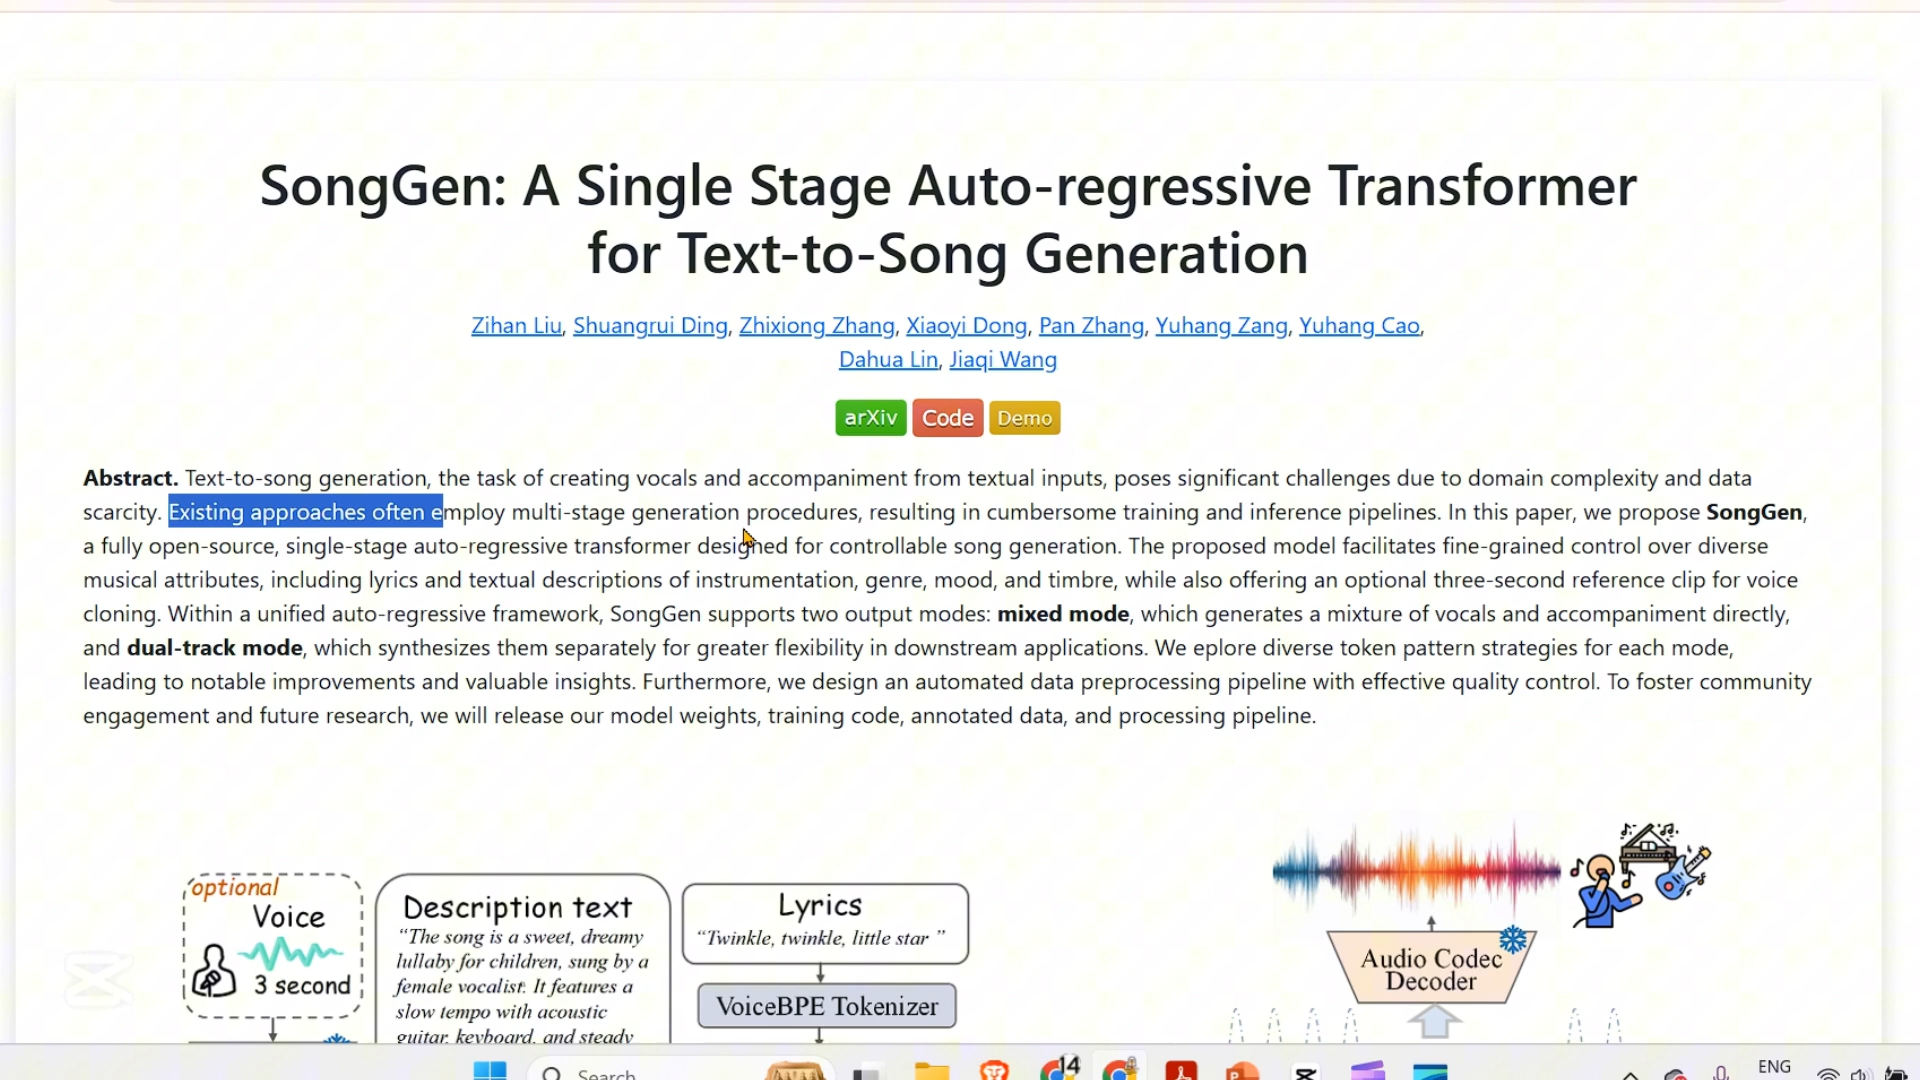 SongGen: A Single Stage Auto-regressive Transformer
for Text-to-Song Generation
Zihan Liu, Shuangrui Ding, Zhixiong Zhang, Xiaoyi Dong, Pan Zhang, Yuhang Zang, Yuhang Cao,
Dahua Lin, Jiaqi Wang
arXiv Code Demo
Abstract. Text-to-song generation, the task of creating vocals and accompaniment from textual inputs, poses significant challenges due to domain complexity and data
scarcity. Existing approaches often employ multi-stage generation procedures, resulting in cumbersome training and inference pipelines. In this paper, we propose SongGen,
a fully open-source, single-stage auto-regressive transformer designed for controllable song generation. The proposed model facilitates fine-grained control over diverse
musical attributes, including lyrics and textual descriptions of instrumentation, genre, mood, and timbre, while also offering an optional three-second reference clip for voice
cloning. Within a unified auto-regressive framework, SongGen supports two output modes: mixed mode, which generates a mixture of vocals and accompaniment directly,
and dual-track mode, which synthesizes them separately for greater flexibility in downstream applications. We eplore diverse token pattern strategies for each mode,
leading to notable improvements and valuable insights. Furthermore, we design an automated data preprocessing pipeline with effective quality control. To foster community
engagement and future research, we will release our model weights, training code, annotated data, and processing pipeline.
optional
Voice
3 second
Description text
“The song is a sweet, dreamy
lullaby for children, sung by a
female vocalist. It features a
slow tempo with acoustic
guitar, keyboard, and steady
Lyrics
“Twinkle, twinkle, little star ”
VoiceBPE Tokenizer
Audio Codec
Decoder
Search
14
ENG